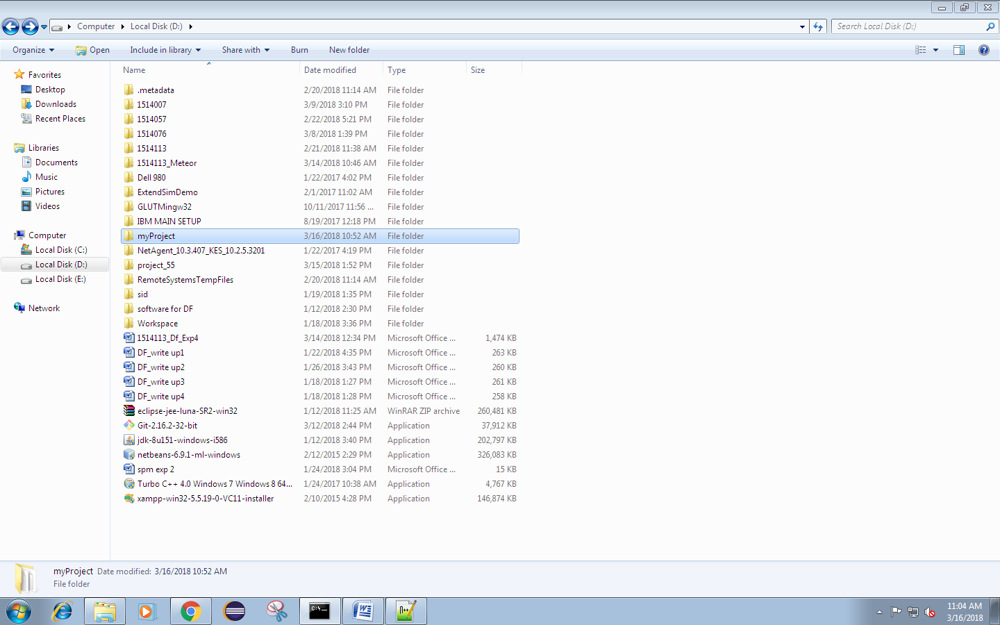 Computer Local Disk (D:) Search Local Disk (D:)
Organize Open Include in library Share with Burn New folder
Name Date modified Type Size
Favorites
Desktop
Downloads
Recent Places
Libraries
Documents
Music
Pictures
Videos
Computer
Local Disk (C:)
Local Disk (D:)
Local Disk (E:)
Network
.metadata 2/20/2018 11:14 AM File folder
1514007 3/9/2018 3:10 PM File folder
1514057 2/22/2018 5:21 PM File folder
1514076 3/8/2018 1:39 PM File folder
1514113 2/21/2018 11:38 AM File folder
1514113_Meteor 3/14/2018 10:46 AM File folder
Dell 980 1/22/2017 4:02 PM File folder
ExtendSimDemo 2/1/2017 11:02 AM File folder
GLUTMingw32 10/11/2017 11:56 ... File folder
IBM MAIN SETUP 8/19/2017 12:18 PM File folder
myProject 3/16/2018 10:52 AM File folder
NetAgent_10.3.407_KES_10.2.5.3201 1/22/2017 4:19 PM File folder
project_55 3/15/2018 1:52 PM File folder
RemoteSystemsTempFiles 2/20/2018 11:14 AM File folder
sid 1/19/2018 1:35 PM File folder
software for DF 1/12/2018 2:30 PM File folder
Workspace 1/18/2018 3:36 PM File folder
1514113_Df_Exp4 3/14/2018 12:34 PM Microsoft Office ... 1,474 KB
DF_write up1 1/22/2018 4:35 PM Microsoft Office ... 263 KB
DF_write up2 1/26/2018 3:43 PM Microsoft Office ... 260 KB
DF_write up3 1/18/2018 1:27 PM Microsoft Office ... 261 KB
DF_write up4 1/18/2018 1:28 PM Microsoft Office ... 258 KB
eclipse-jee-luna-SR2-win32 1/12/2018 11:25 AM WinRAR ZIP archive 260,481 KB
Git-2.16.2-32-bit 3/12/2018 2:44 PM Application 37,912 KB
jdk-8u151-windows-i586 1/12/2018 3:40 PM Application 202,797 KB
netbeans-6.9.1-ml-windows 2/12/2015 2:29 PM Application 326,083 KB
spm exp 2 1/24/2018 3:04 PM Microsoft Office ... 15 KB
Turbo C++ 4.0 Windows 7 Windows 8 64... 1/24/2017 10:38 AM Application 4,767 KB
xampp-win32-5.5.19-0-VC11-installer 2/10/2015 4:28 PM Application 146,874 KB
myProject Date modified: 3/16/2018 10:52 AM
File folder
11:04 AM
3/16/2018